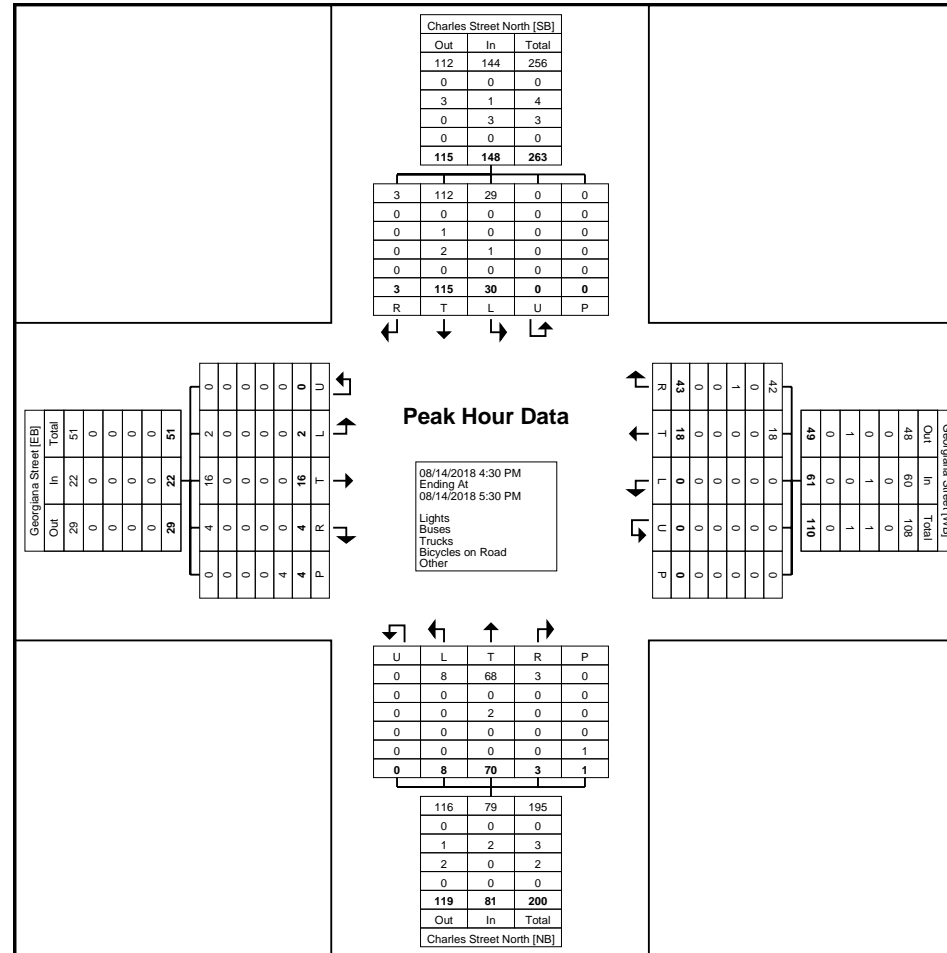 Charles Street North [SB]
Out In Total
112 144 256
0 0 0
3 1 4
0 3 3
0 0 0
115 148 263
3 112 29 0 0
0 0 0 0 0
0 1 0 0 0
0 2 1 0 0
0 0 0 0 0
3 115 30 0 0
R T L U P
Georgiana Street [EB]
Total 51 0 0 0 0 51
In 22 0 0 0 0 22
Out 29 0 0 0 0 29
0 0 0 0 0 0 U
2 0 0 0 0 2 L
16 0 0 0 0 16 T
4 0 0 0 0 4 R
0 0 0 0 4 4 P
Peak Hour Data
08/14/2018 4:30 PM
Ending At
08/14/2018 5:30 PM
Lights
Buses
Trucks
Bicycles on Road
Other
R 43 0 0 1 0 42
T 18 0 0 0 0 18
L 0 0 0 0 0 0
U 0 0 0 0 0 0
P 0 0 0 0 0 0
49 0 1 0 0 48 Out
61 0 0 1 0 60 In
110 0 1 1 0 108 Total
Georgiana Street [WB]
U L T R P
0 8 68 3 0
0 0 0 0 0
0 0 2 0 0
0 0 0 0 0
0 0 0 0 1
0 8 70 3 1
116 79 195
0 0 0
1 2 3
2 0 2
0 0 0
119 81 200
Out In Total
Charles Street North [NB]